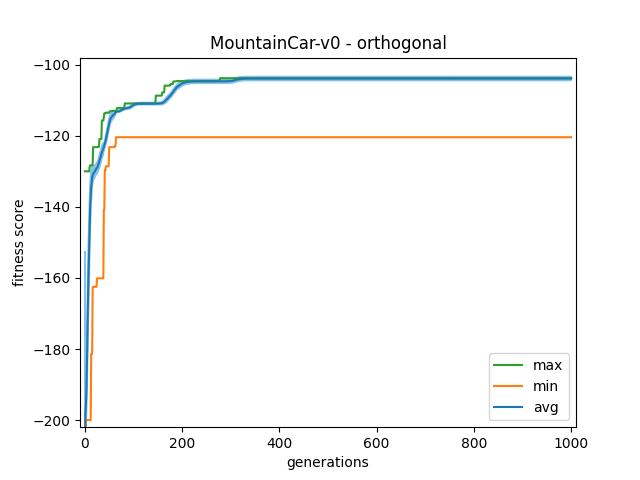 MountainCar-v0 - orthogonal
fitness score
−100
−120
−140
−160
−180
−200
0
200
400
600
800
1000
generations
max
min
avg